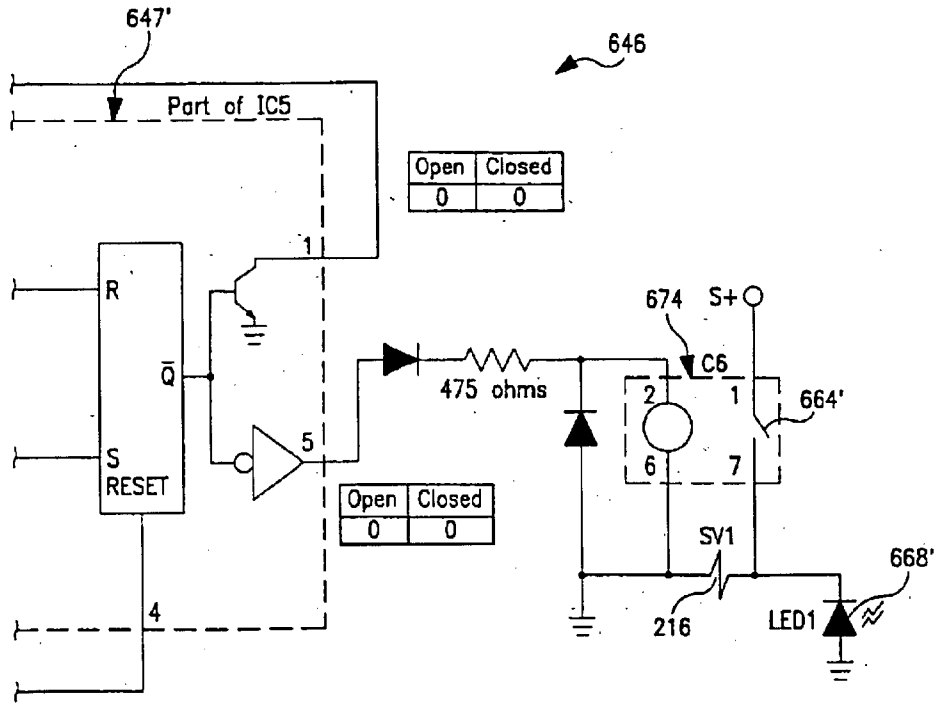 647'
646
Part of IC5
Open Closed
0 0
1
R
Q̅
674
S+
C6
475 ohms
2 1
664'
S
RESET
5
6 7
Open Closed
0 0
SV1
668'
4
216
LED1